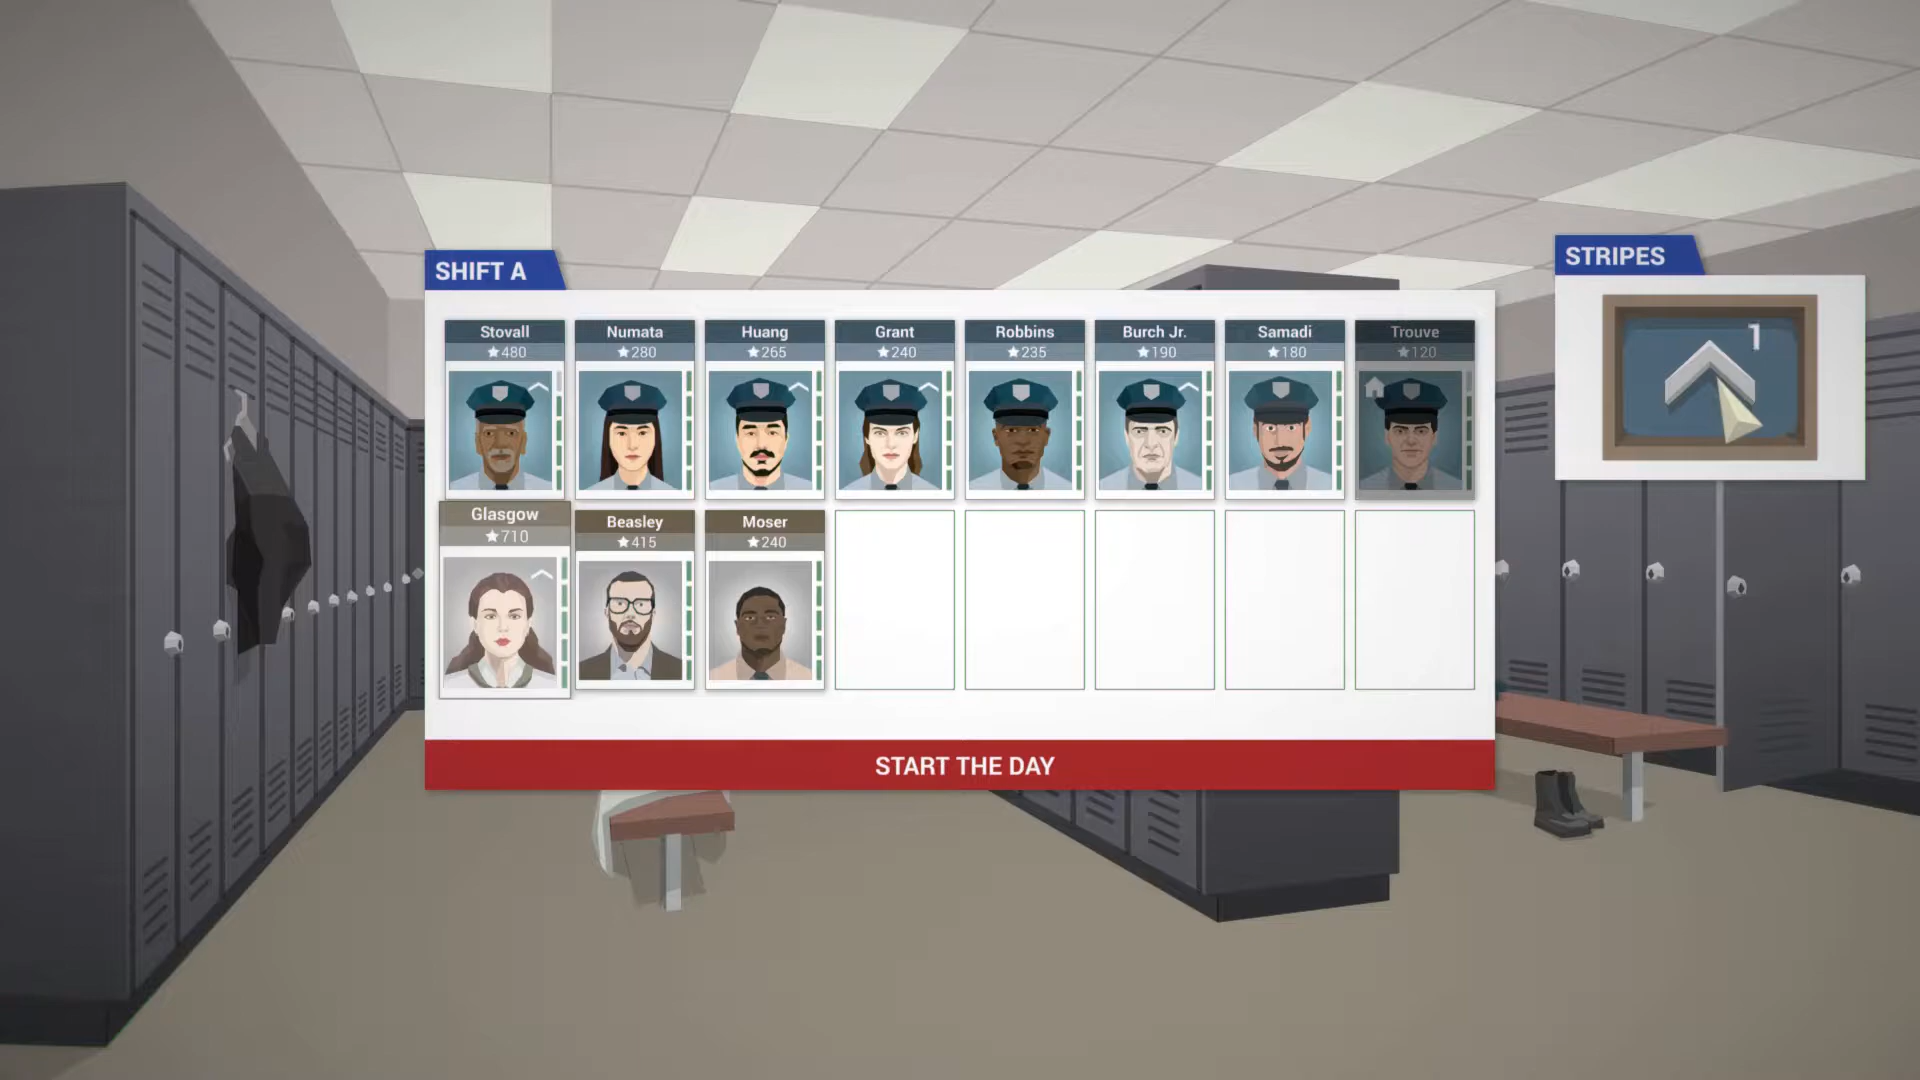 SHIFT A
STRIPES
Stovall
★480
Numata
★280
Huang
★265
Grant
★240
Robbins
★235
Burch Jr.
★190
Samadi
★180
Trouve
★120
1
Glasgow
★710
Beasley
★415
Moser
★240
START THE DAY